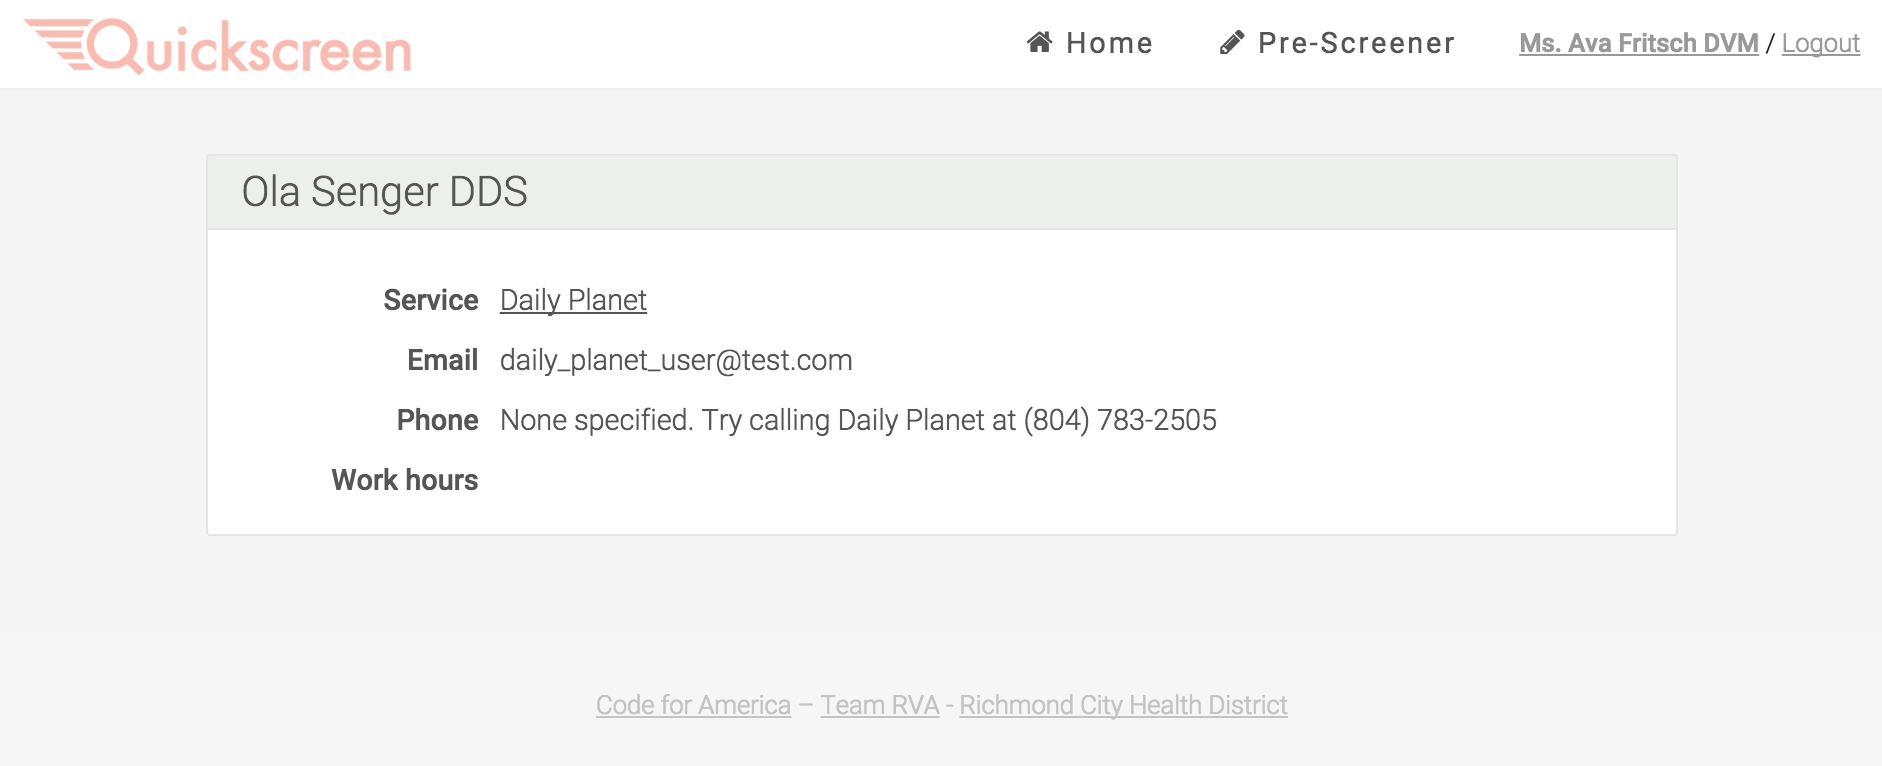 Quickscreen
Home
Pre-Screener
Ms. Ava Fritsch DVM / Logout
Ola Senger DDS
Service Daily Planet
Email daily_planet_user@test.com
Phone None specified. Try calling Daily Planet at (804) 783-2505
Work hours
Code for America – Team RVA - Richmond City Health District